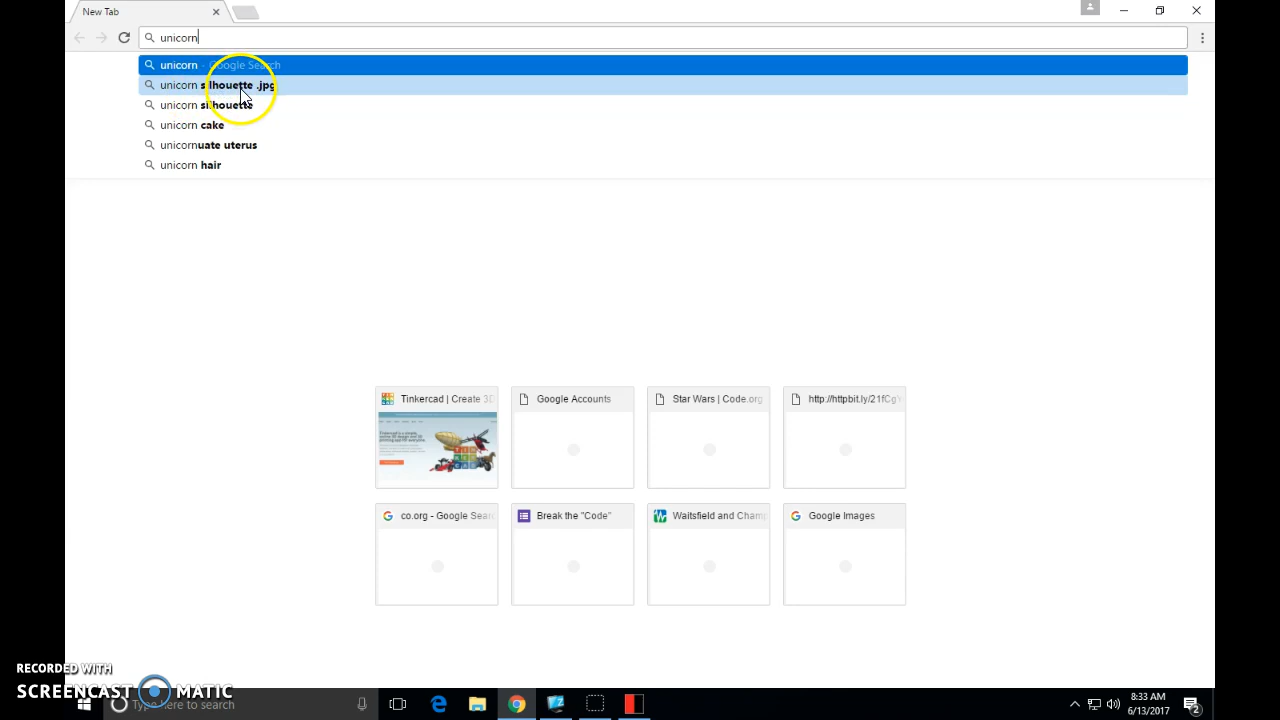 New Tab
unicorn
unicorn - Google Search
unicorn silhouette .jpg
unicorn silhouette
unicorn cake
unicornuate uterus
unicorn hair
Tinkercad | Create 3D
Google Accounts
Star Wars | Code.org
http://httpbit.ly/21fCg
co.org - Google Sear
Break the "Code"
Waitsfield and Cham
Google Images
RECORDED WITH
SCREENCAST MATIC
Type here to search
8:33 AM
6/13/2017
2